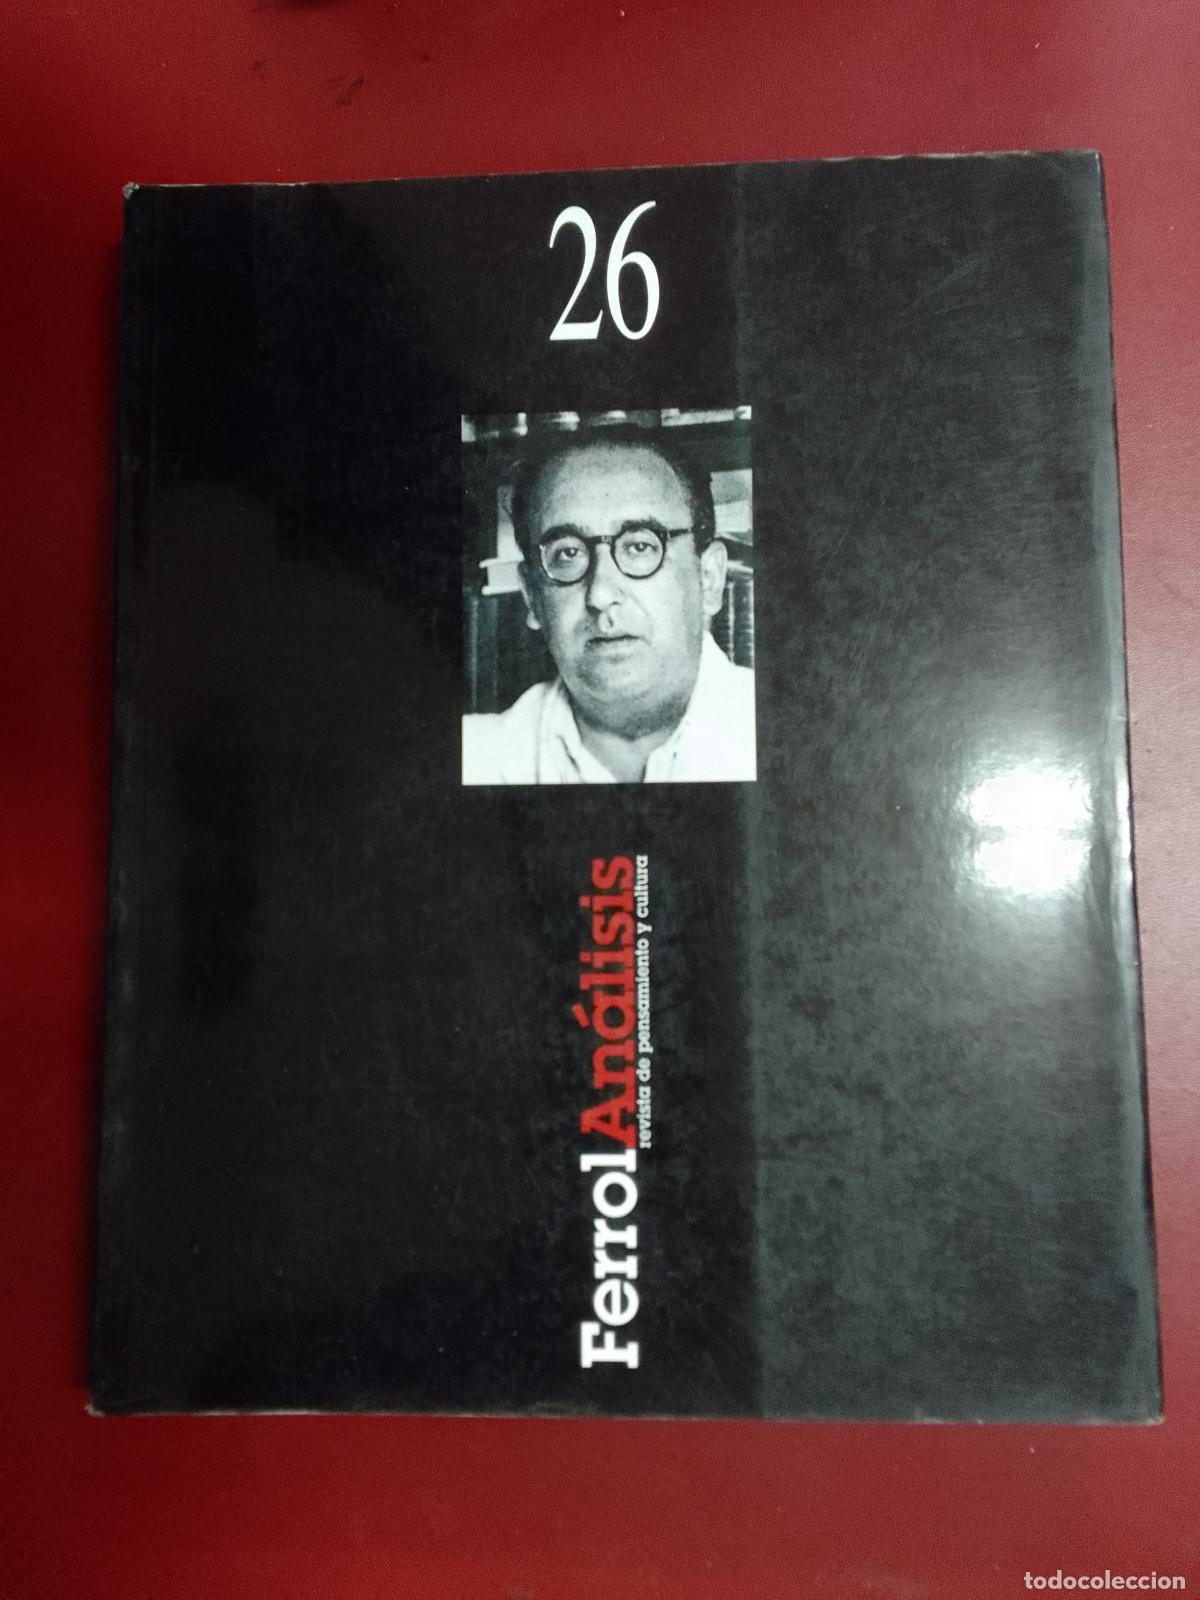 26
FerrolAnálisis
revista de pensamiento y cultura
todocoleccion